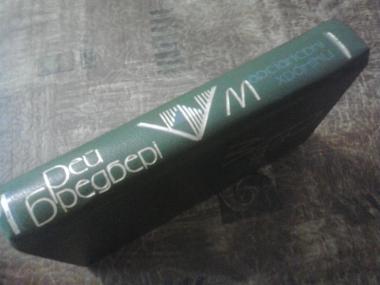 Рей
Бредбері
М
Марсіанські
хроніки